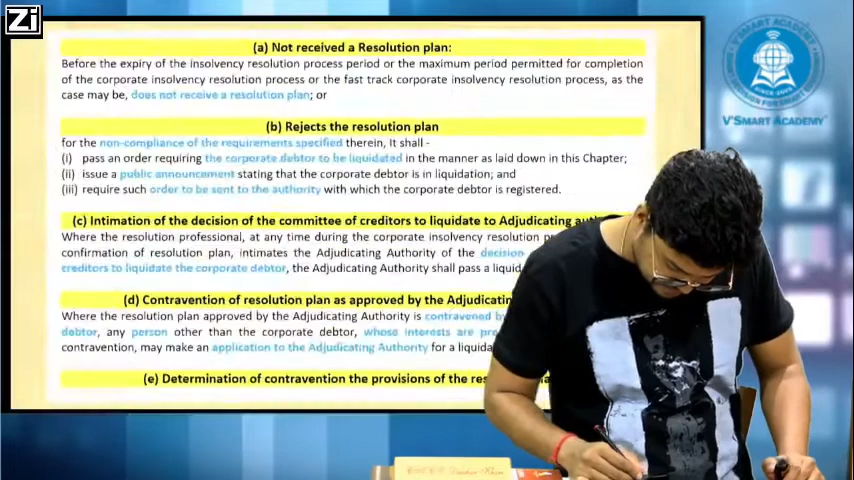 Zi
(a) Not received a Resolution plan:
Before the expiry of the insolvency resolution process period or the maximum period permitted for completion
of the corporate insolvency resolution process or the fast track corporate insolvency resolution process, as the
case may be, does not receive a resolution plan; or
(b) Rejects the resolution plan
for the non-compliance of the requirements specified therein, It shall -
(i) pass an order requiring the corporate debtor to be liquidated in the manner as laid down in this Chapter;
(ii) issue a public announcement stating that the corporate debtor is in liquidation; and
(iii) require such order to be sent to the authority with which the corporate debtor is registered.
(c) Intimation of the decision of the committee of creditors to liquidate to Adjudicating
Where the resolution professional, at any time during the corporate insolvency resolution
confirmation of resolution plan, intimates the Adjudicating Authority of the decision
creditors to liquidate the corporate debtor, the Adjudicating Authority shall pass a
(d) Contravention of resolution plan as approved by the
Where the resolution plan approved by the Adjudicating Authority is contravened
debtor, any person other than the corporate debtor, whose interests are
contravention, may make an application to the Adjudicating Authority for a
(e) Determination of contravention the provisions of the
V'SMART ACADEMY
SINCE 2005
V'SMART ACADEMY